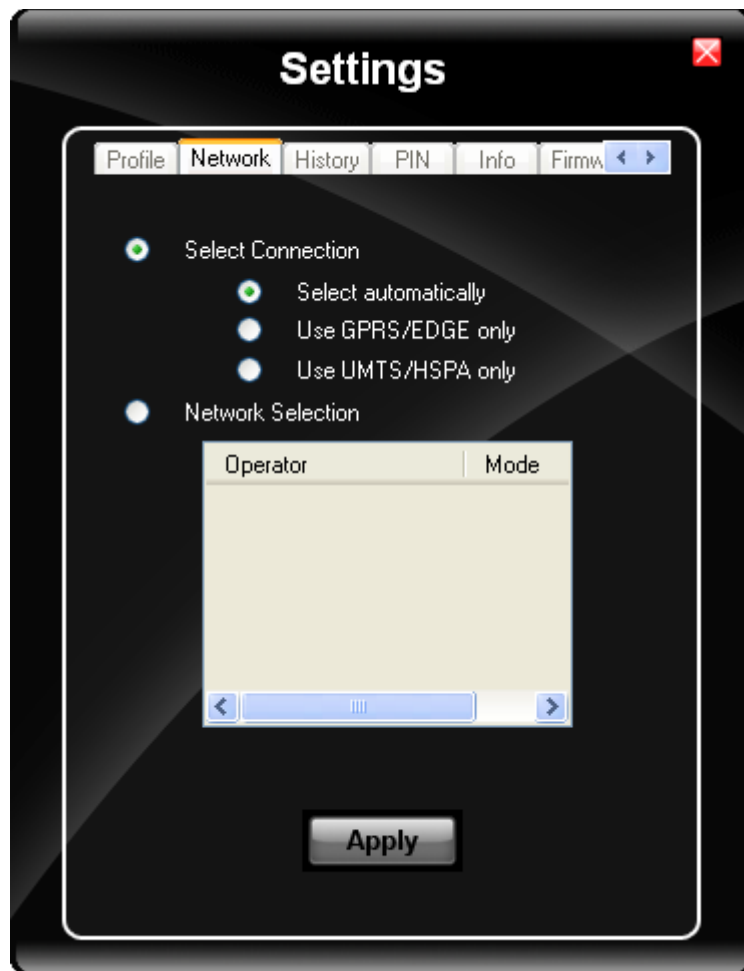 Settings
Profile Network History PIN Info Firmw
Select Connection
Select automatically
Use GPRS/EDGE only
Use UMTS/HSPA only
Network Selection
Operator Mode
Apply